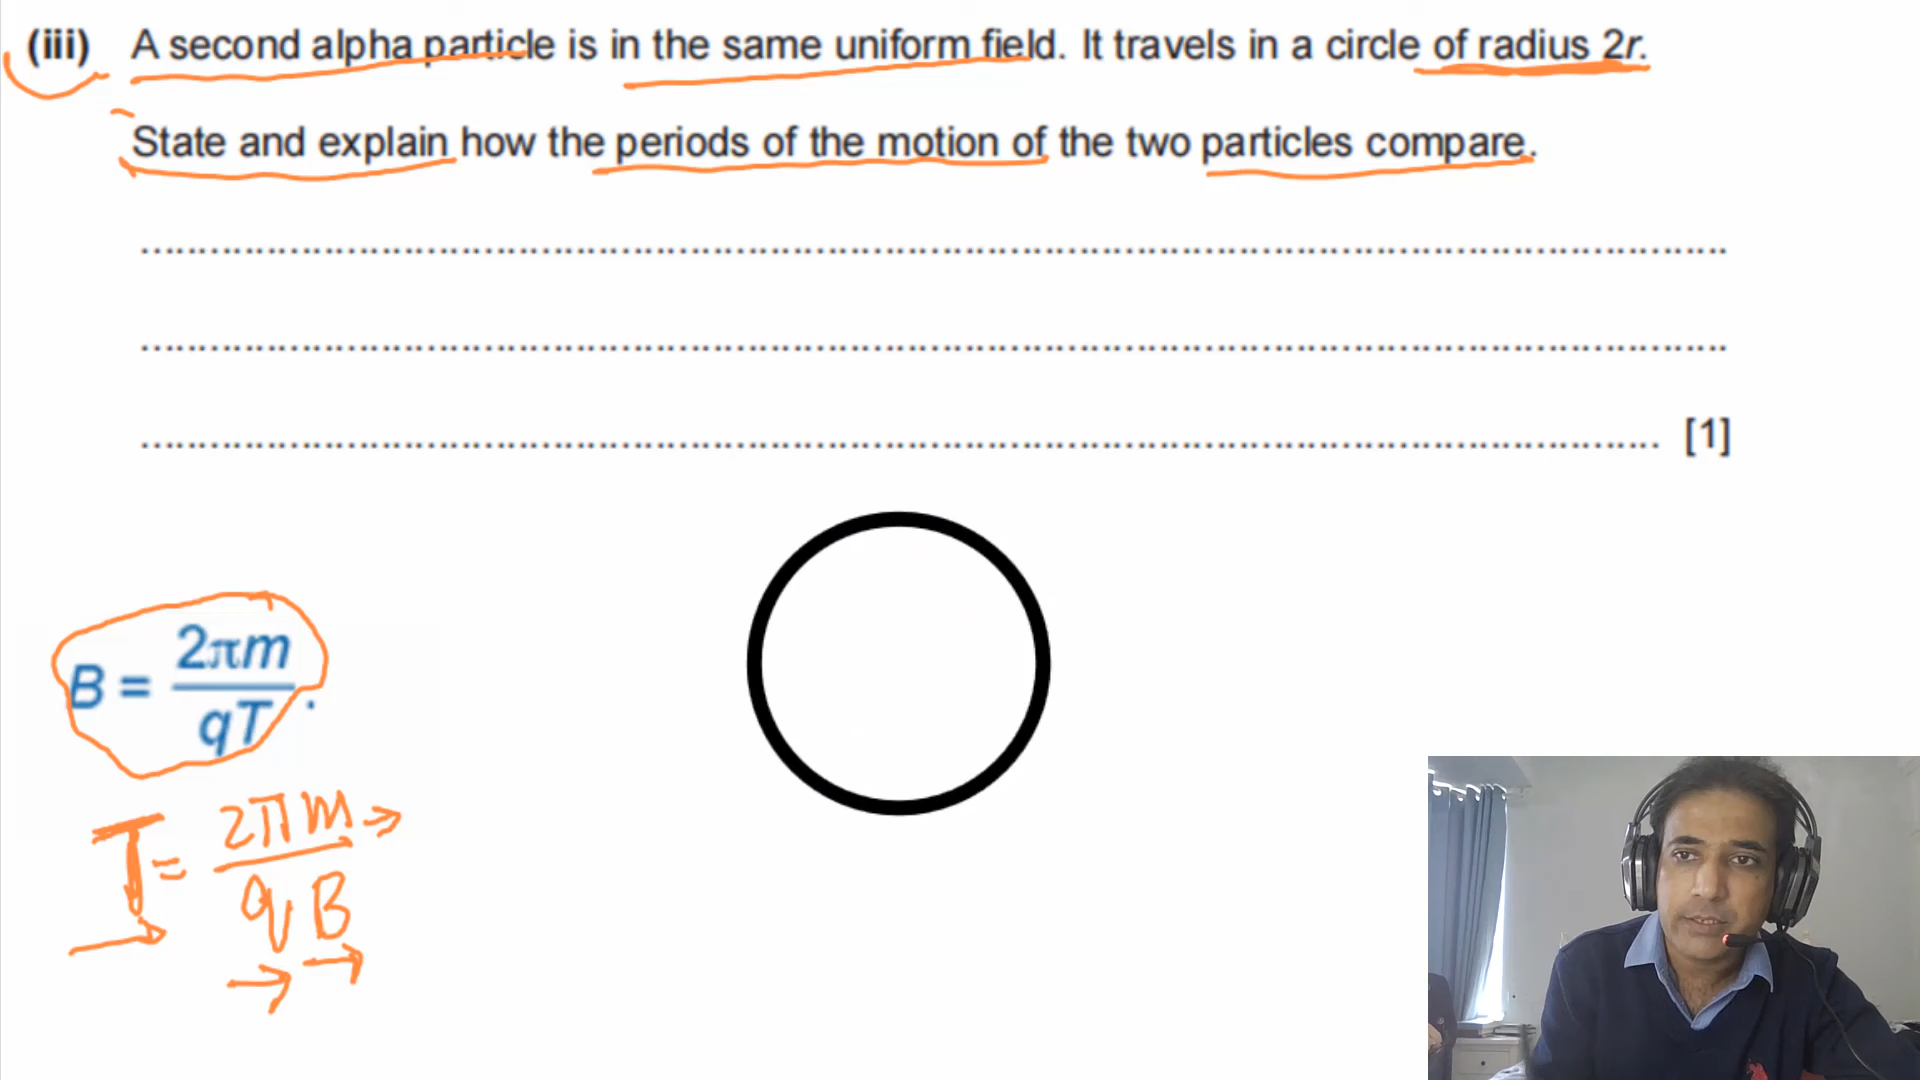 (iii) A second alpha particle is in the same uniform field. It travels in a circle of radius 2r.
State and explain how the periods of the motion of the two particles compare.
[1]
B = 2πm / qT .
T = 2πm / qB